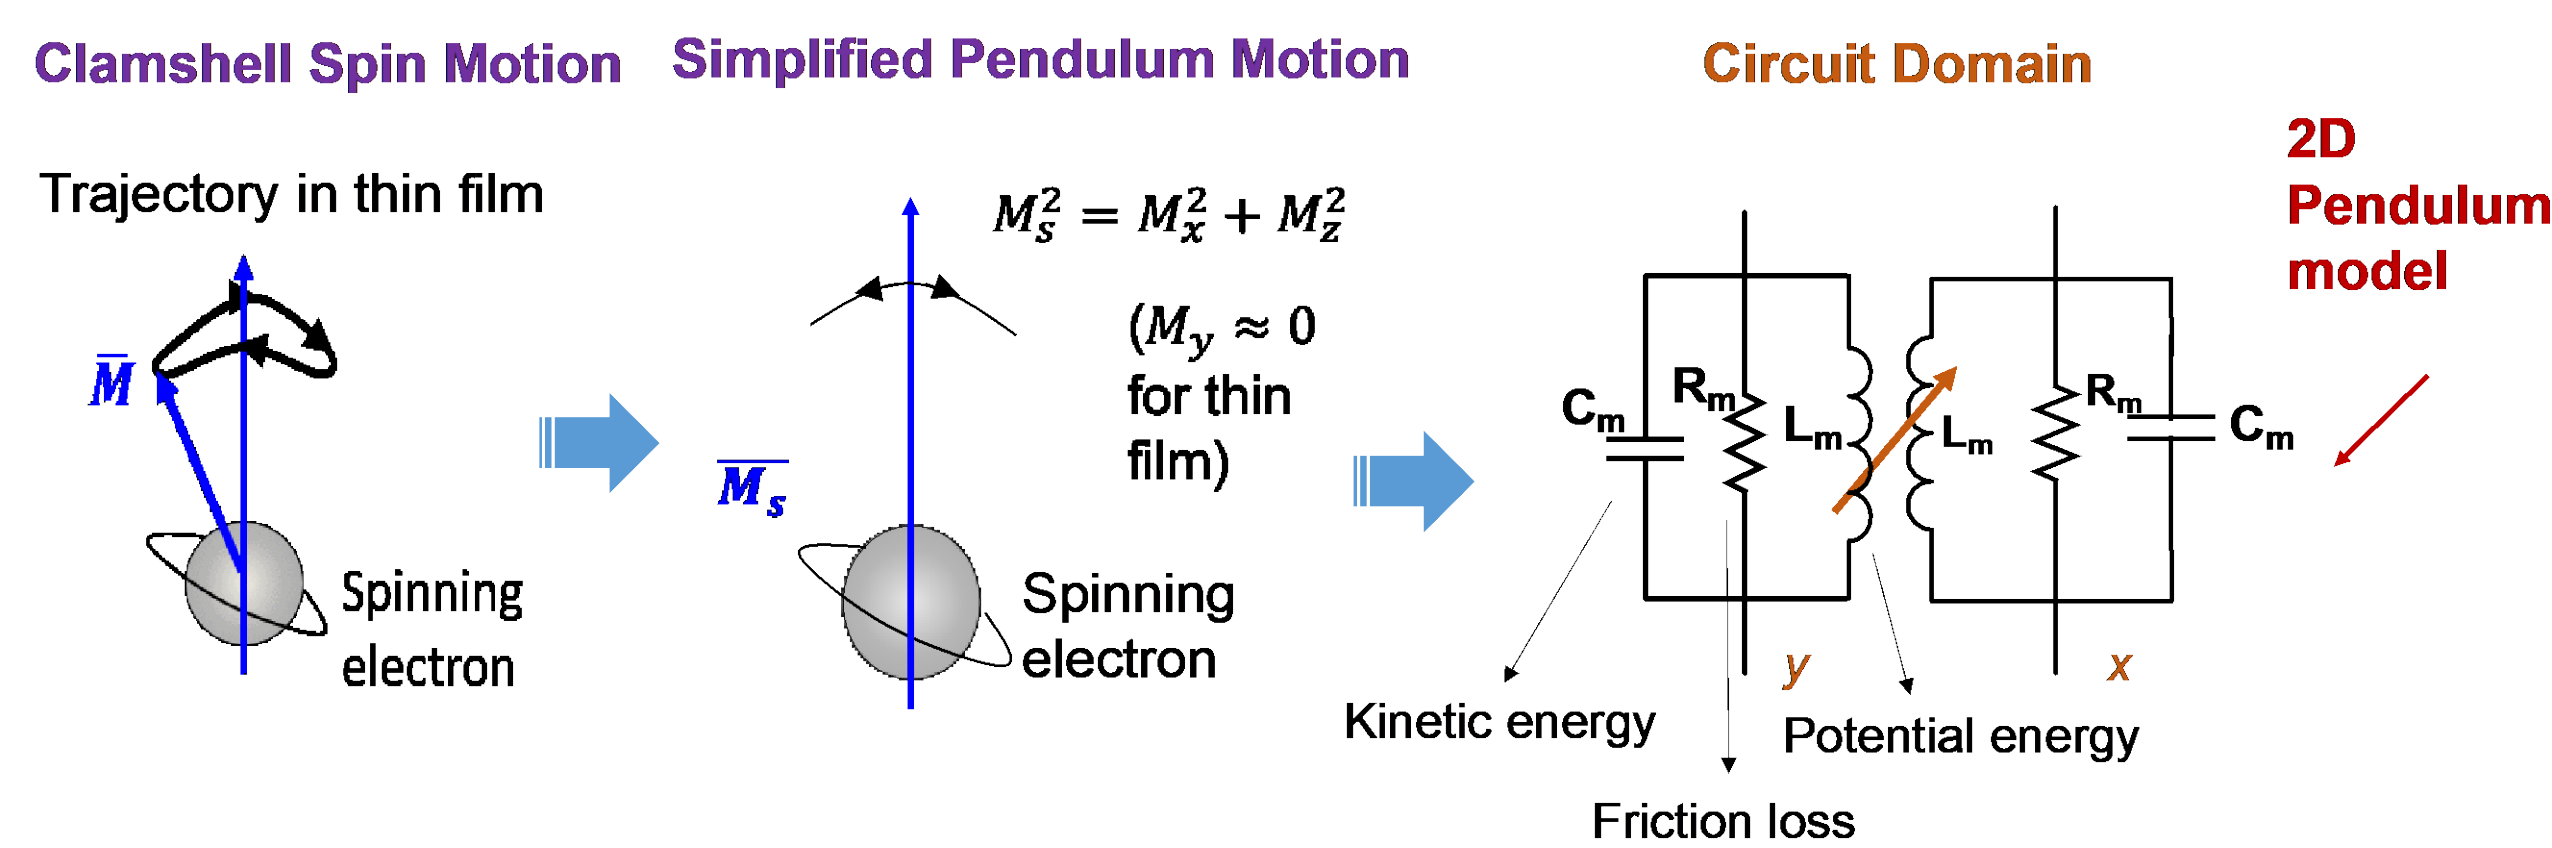 Clamshell Spin Motion
Simplified Pendulum Motion
Circuit Domain
2D
Pendulum
model
Trajectory in thin film
M̅
Spinning
electron
M_s^2 = M_x^2 + M_z^2
(M_y ≈ 0
for thin
film)
M̅_s
Spinning
electron
C_m
R_m
L_m
L_m
R_m
C_m
y
x
Kinetic energy
Potential energy
Friction loss